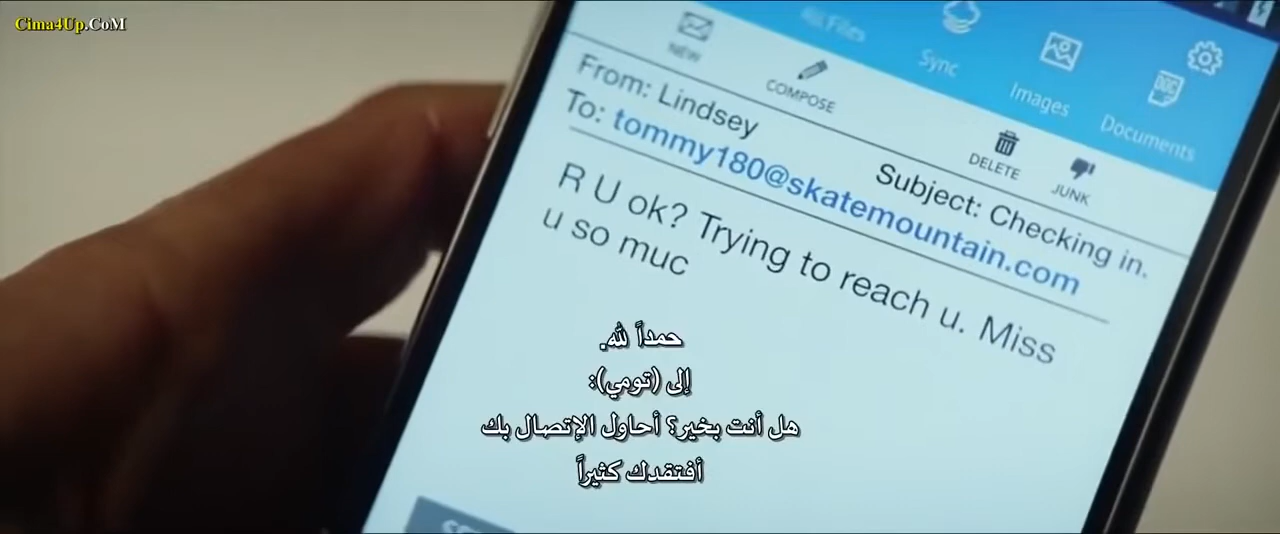 Cima4Up.CoM
Files
Sync
Images
Documents
NEW
COMPOSE
DELETE
JUNK
From: Lindsey
Subject: Checking in.
To: tommy180@skatemountain.com
R U ok? Trying to reach u. Miss
u so muc
حمداً لله.
إلى (تومي):
هل أنت بخير؟ أحاول الإتصال بك
أفتقدك كثيراً